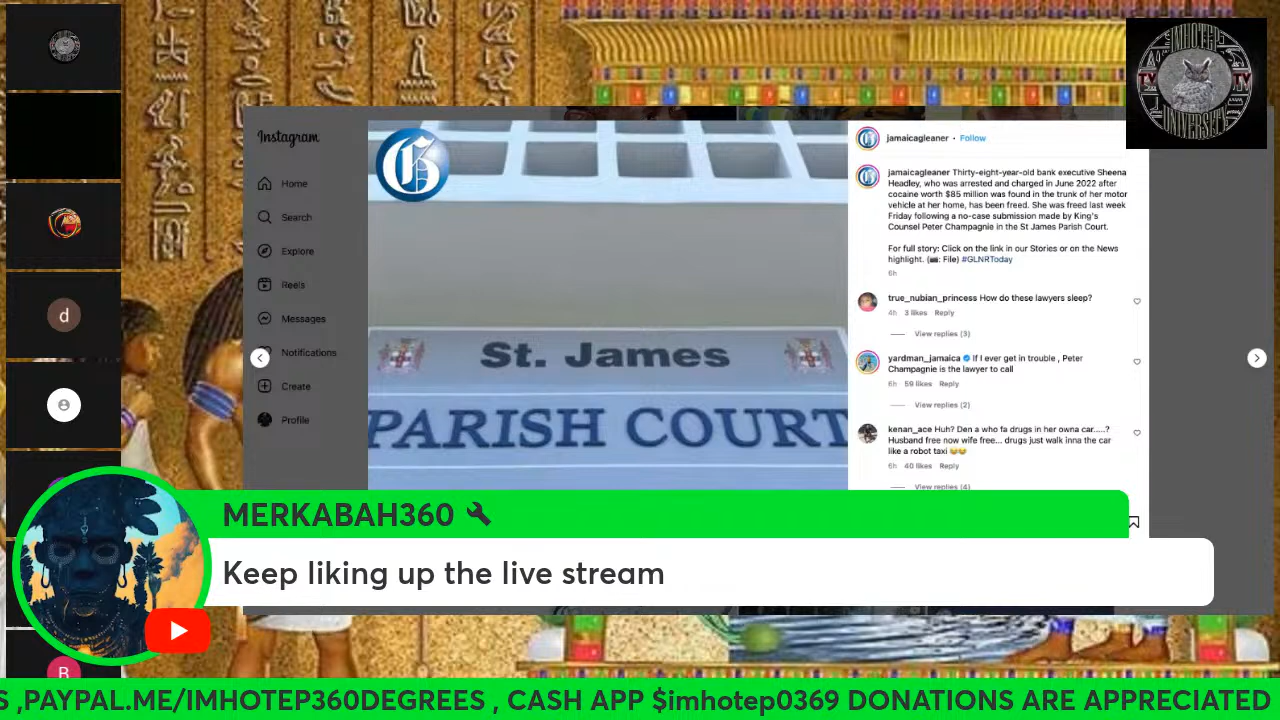 IMHOTEP
TV TV
UNIVERSITY
Instagram
Home
Search
Explore
Reels
Messages
Notifications
Create
Profile
G
St. James
PARISH COURT
jamaicagleaner • Follow
jamaicagleaner Thirty-eight-year-old bank executive Sheena
Headley, who was arrested and charged in June 2022 after
cocaine worth $85 million was found in the trunk of her motor
vehicle at her home, has been freed. She was freed last week
Friday following a no-case submission made by King's
Counsel Peter Champagnie in the St James Parish Court.
For full story: Click on the link in our Stories or on the News
highlight. (📷: File) #GLNRToday
6h
true_nubian_princess How do these lawyers sleep?
4h 3 likes Reply
View replies (3)
yardman_jamaica If I ever get in trouble , Peter
Champagnie is the lawyer to call
6h 59 likes Reply
View replies (2)
kenan_ace Huh? Den a who fa drugs in her owna car.....?
Husband free now wife free... drugs just walk inna the car
like a robot taxi 😂😂
6h 40 likes Reply
View replies (4)
d
B
MERKABAH360
Keep liking up the live stream
S ,PAYPAL.ME/IMHOTEP360DEGREES , CASH APP $imhotep0369 DONATIONS ARE APPRECIATED